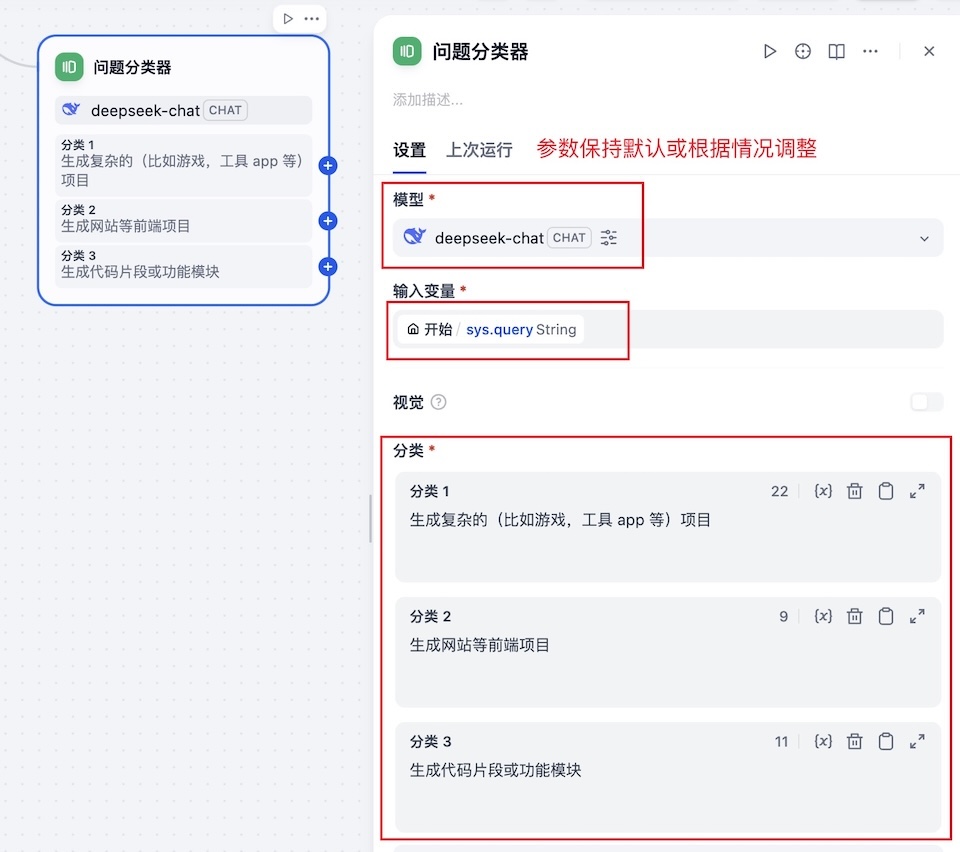 问题分类器
deepseek-chat CHAT
分类 1
生成复杂的（比如游戏，工具 app 等）
项目
分类 2
生成网站等前端项目
分类 3
生成代码片段或功能模块
问题分类器
添加描述...
设置 上次运行 参数保持默认或根据情况调整
模型 *
deepseek-chat CHAT
输入变量 *
开始 / sys.query String
视觉
分类 *
分类 1 22 {x}
生成复杂的（比如游戏，工具 app 等）项目
分类 2 9 {x}
生成网站等前端项目
分类 3 11 {x}
生成代码片段或功能模块